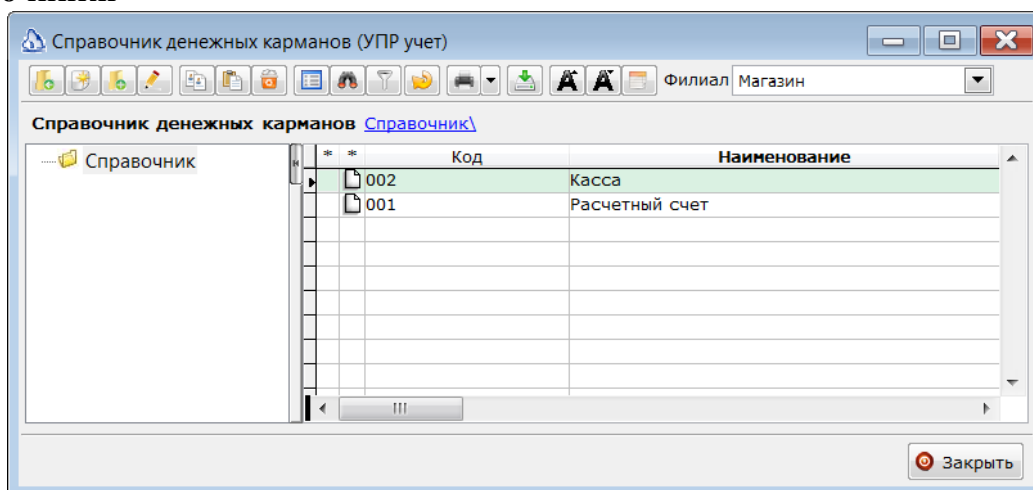 Справочник денежных карманов (УПР учет)
Филиал Магазин
Справочник денежных карманов Справочник\
Справочник
* * Код Наименование
002 Касса
001 Расчетный счет
Закрыть